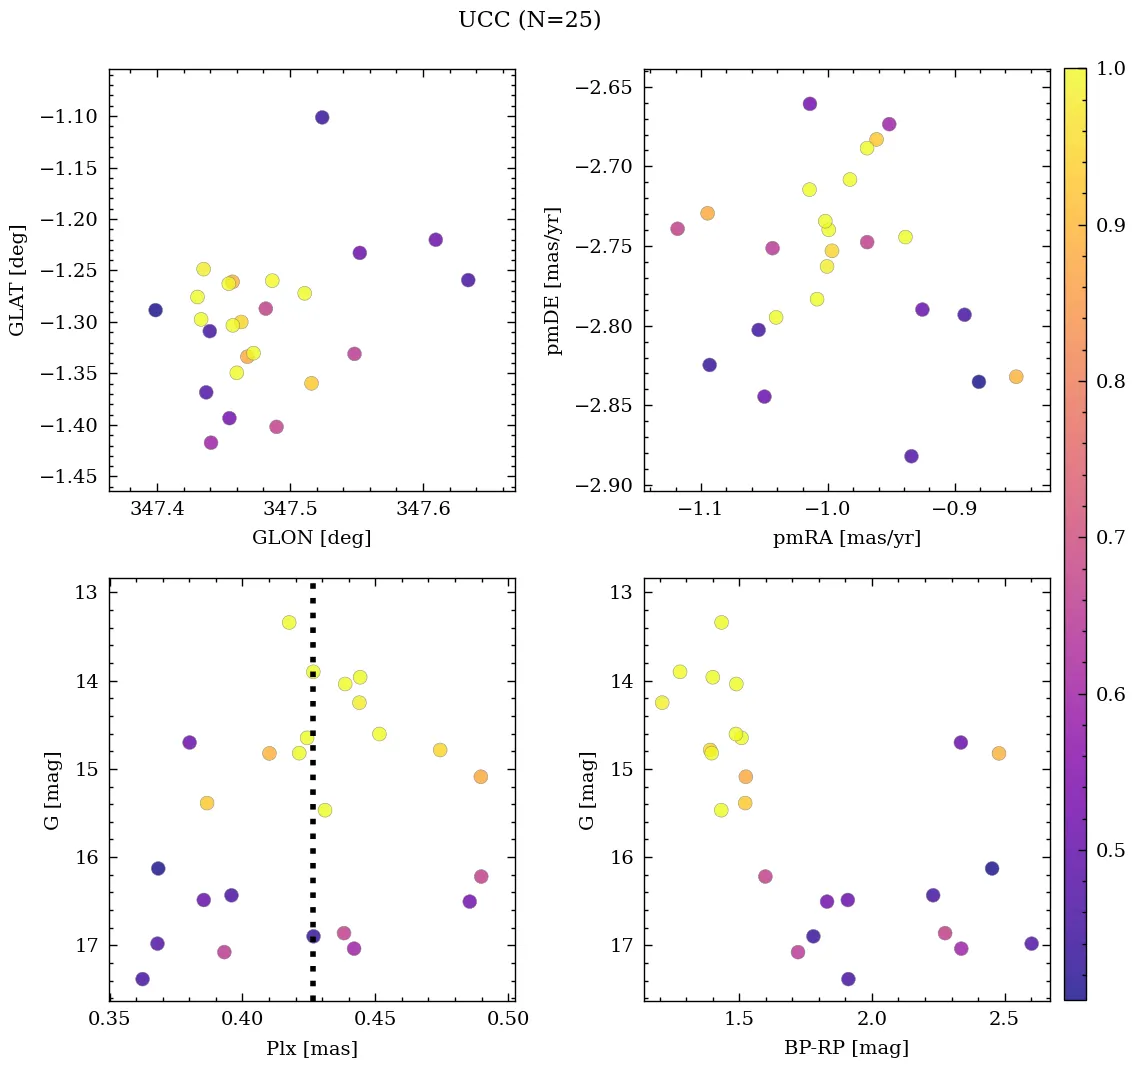 UCC (N=25)
−1.10
−1.15
−1.20
−1.25
−1.30
−1.35
−1.40
−1.45
GLAT [deg]
347.4 347.5 347.6
GLON [deg]
−2.65
−2.70
−2.75
−2.80
−2.85
−2.90
pmDE [mas/yr]
−1.1 −1.0 −0.9
pmRA [mas/yr]
1.0
0.9
0.8
0.7
0.6
0.5
13
14
15
16
17
G [mag]
0.35 0.40 0.45 0.50
Plx [mas]
13
14
15
16
17
G [mag]
1.5 2.0 2.5
BP-RP [mag]